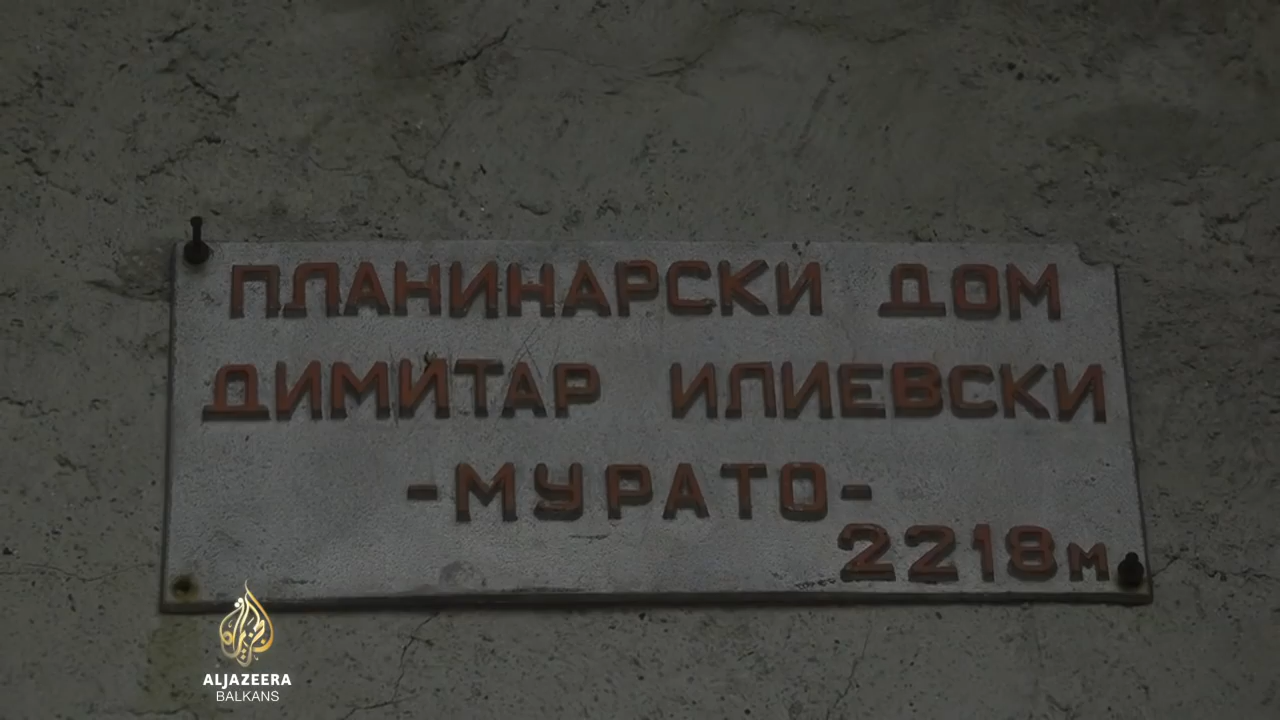 ПЛАНИНАРСКИ ДОМ
ДИМИТАР ИЛИЕВСКИ
-МУРАТО-
2218м
ALJAZEERA
BALKANS